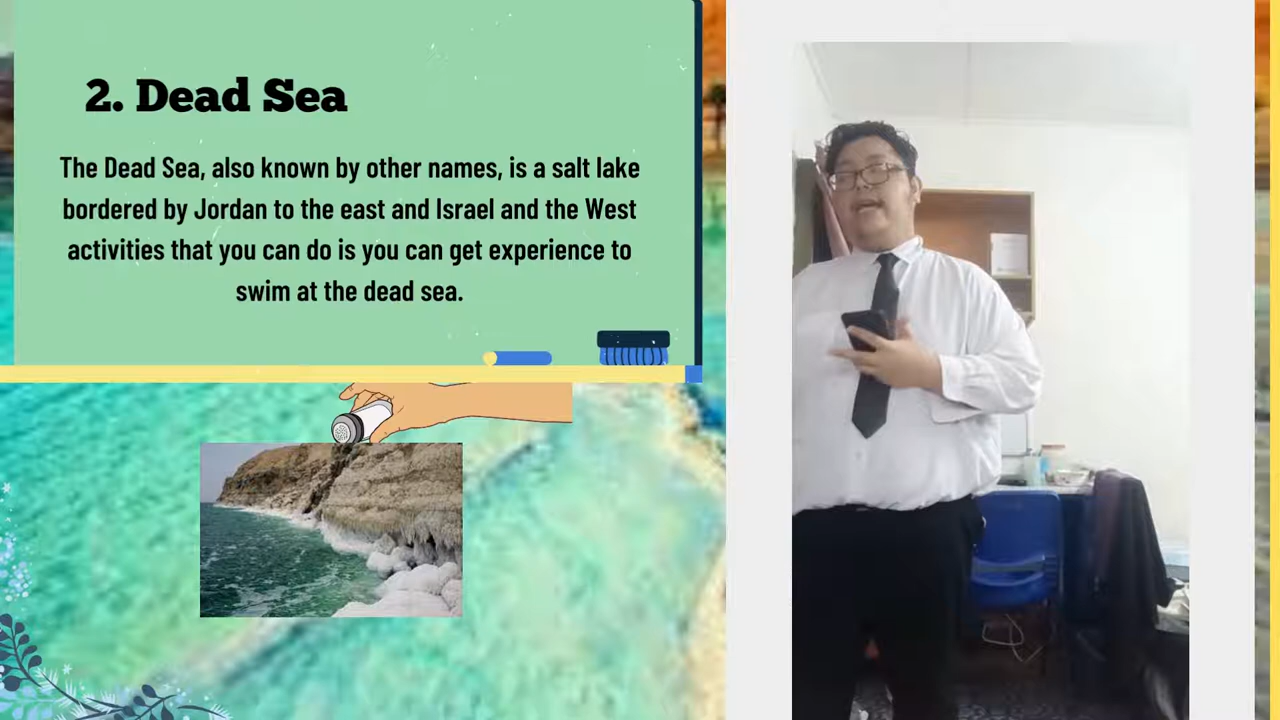 2. Dead Sea
The Dead Sea, also known by other names, is a salt lake
bordered by Jordan to the east and Israel and the West
activities that you can do is you can get experience to
swim at the dead sea.